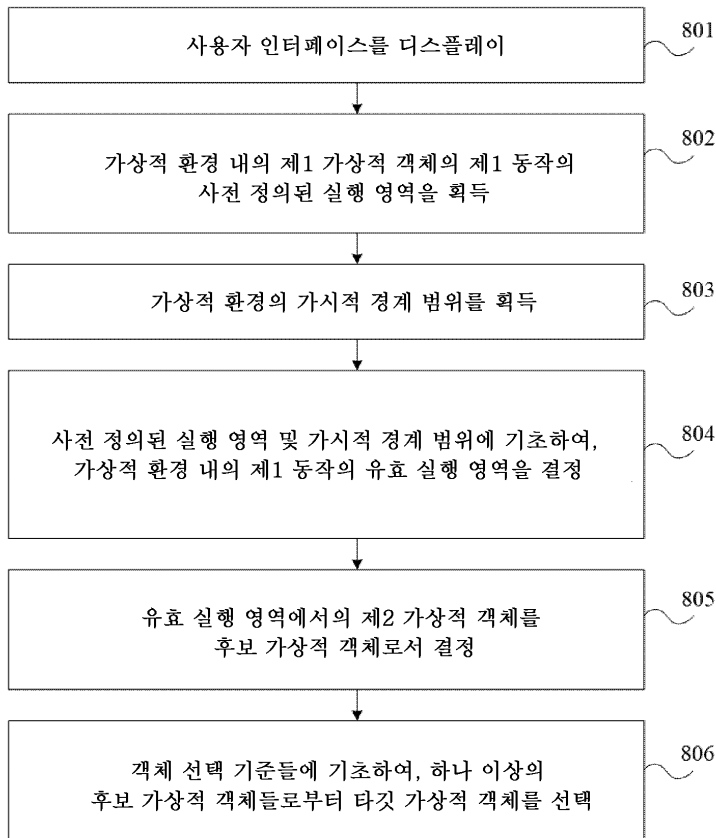 사용자 인터페이스를 디스플레이
801
가상적 환경 내의 제1 가상적 객체의 제1 동작의
사전 정의된 실행 영역을 획득
802
가상적 환경의 가시적 경계 범위를 획득
803
사전 정의된 실행 영역 및 가시적 경계 범위에 기초하여,
가상적 환경 내의 제1 동작의 유효 실행 영역을 결정
804
유효 실행 영역에서의 제2 가상적 객체를
후보 가상적 객체로서 결정
805
객체 선택 기준들에 기초하여, 하나 이상의
후보 가상적 객체들로부터 타깃 가상적 객체를 선택
806